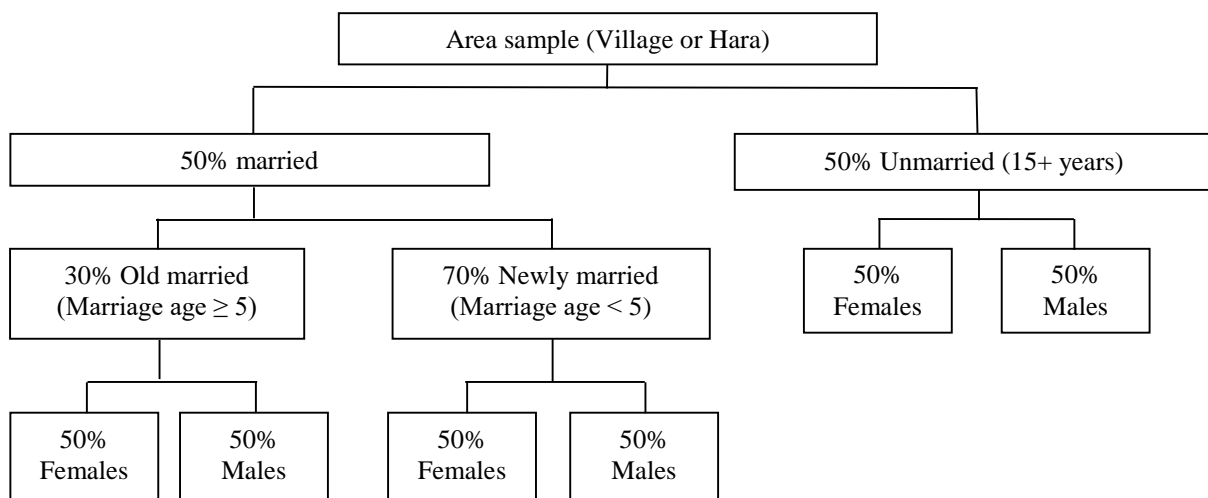 Area sample (Village or Hara)
50% married
50% Unmarried (15+ years)
30% Old married
(Marriage age ≥ 5)
70% Newly married
(Marriage age < 5)
50%
Females
50%
Males
50%
Females
50%
Males
50%
Females
50%
Males